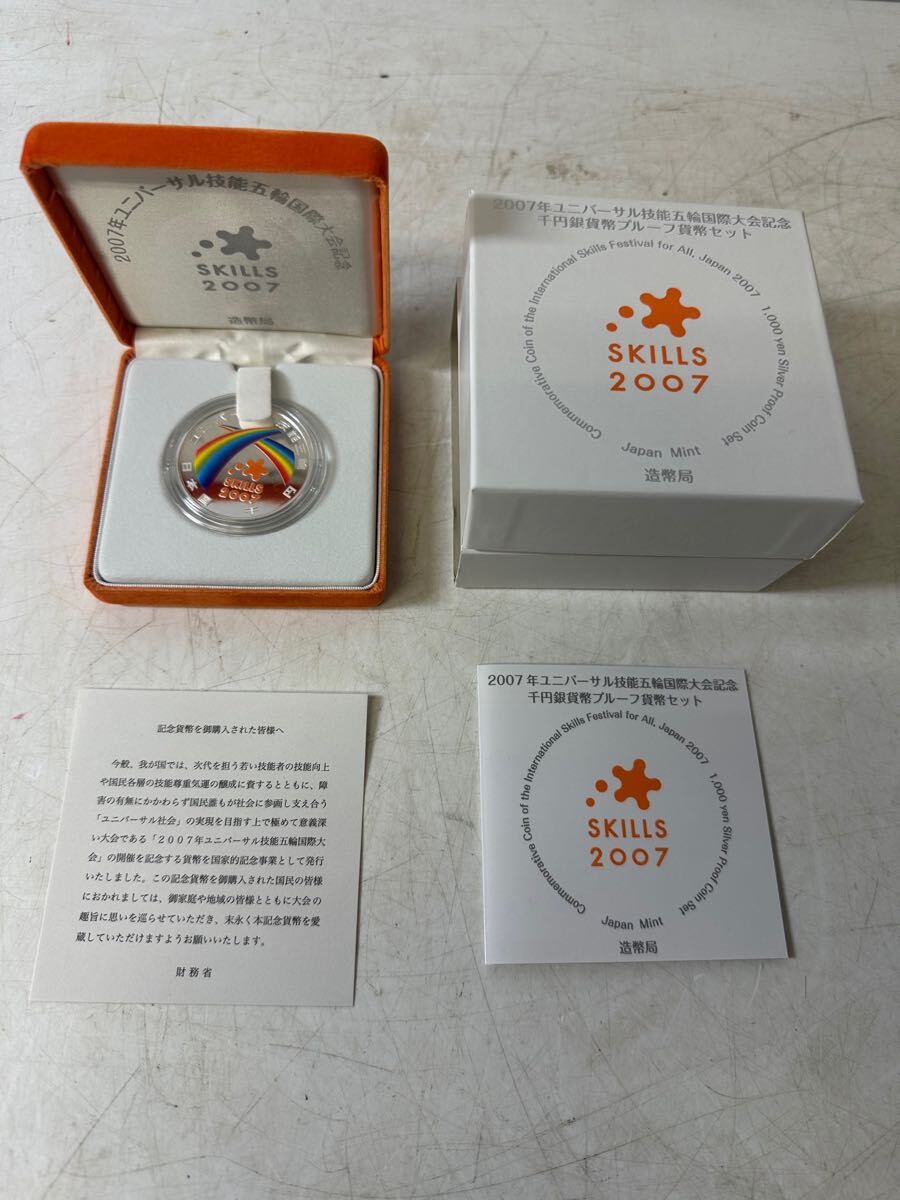 2007年ユニバーサル技能五輪国際大会記念
SKILLS
2007
造幣局
日本国
千円
SKILLS
2007
2007年ユニバーサル技能五輪国際大会記念
千円銀貨幣プルーフ貨幣セット
Commemorative Coin of the International Skills Festival for All, Japan 2007 1,000 yen Silver Proof Coin Set
SKILLS
2007
Japan Mint
造幣局
記念貨幣を御購入された皆様へ
今般、我が国では、次代を担う若い技能者の技能向上
や国民各層の技能尊重気運の醸成に資するとともに、障
害の有無にかかわらず国民誰もが社会に参画し支え合う
「ユニバーサル社会」の実現を目指す上で極めて意義深
い大会である「２００７年ユニバーサル技能五輪国際大
会」の開催を記念する貨幣を国家的記念事業として発行
いたしました。この記念貨幣を御購入された国民の皆様
におかれましては、御家庭や地域の皆様とともに大会の
趣旨に思いを巡らせていただき、末永く本記念貨幣を愛
蔵していただけますようお願いいたします。
財務省
2007年ユニバーサル技能五輪国際大会記念
千円銀貨幣プルーフ貨幣セット
Commemorative Coin of the International Skills Festival for All, Japan 2007 1,000 yen Silver Proof Coin Set
SKILLS
2007
Japan Mint
造幣局